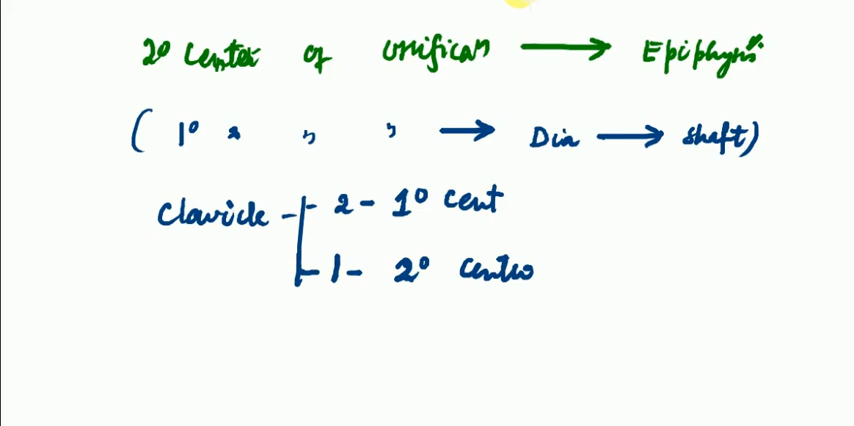 2° Center of ossification → Epiphysis
( 1° " " " → Dia → shaft)
Clavicle - 2 - 1° cent
1 - 2° centre